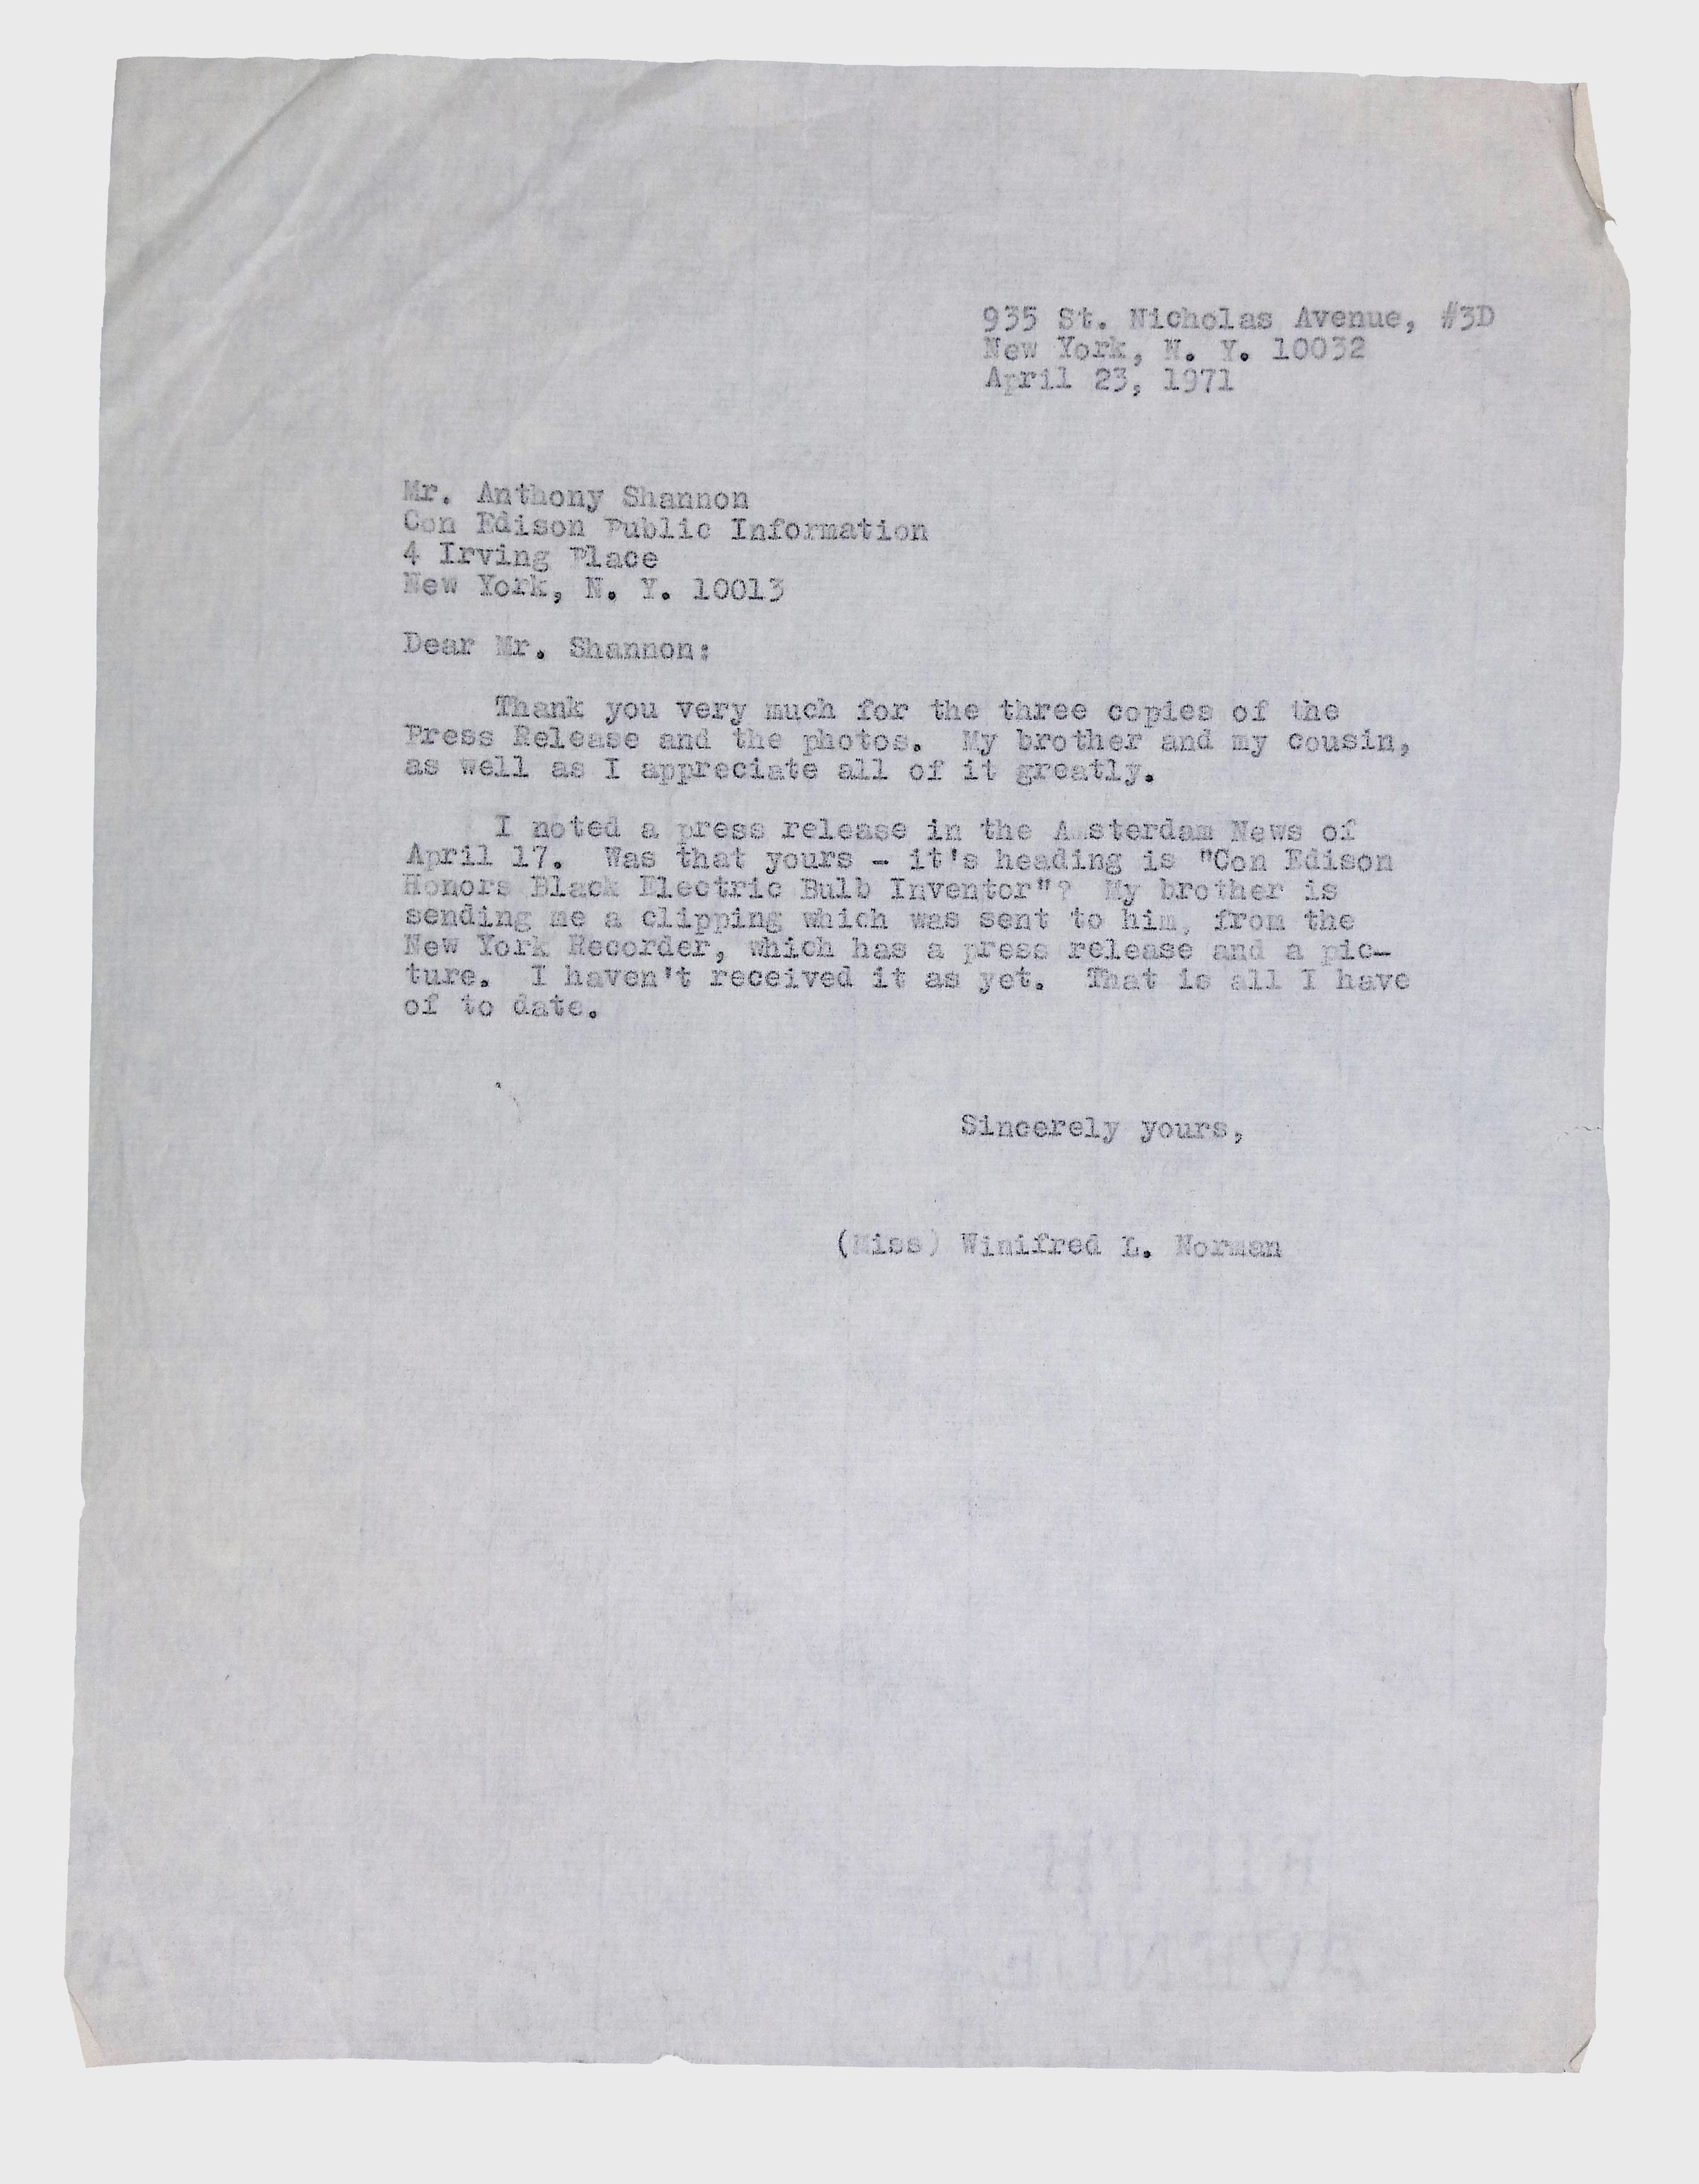 935 St. Nicholas Avenue, #3D
New York, N. Y. 10032
April 23, 1971
Mr. Anthony Shannon
Con Edison Public Information
4 Irving Place
New York, N. Y. 10013
Dear Mr. Shannon:
Thank you very much for the three copies of the
Press Release and the photos.  My brother and my cousin,
as well as I appreciate all of it greatly.
I noted a press release in the Amsterdam News of
April 17.  Was that yours - it's heading is "Con Edison
Honors Black Electric Bulb Inventor"?  My brother is
sending me a clipping which was sent to him, from the
New York Recorder, which has a press release and a pic-
ture.  I haven't received it as yet.  That is all I have
of to date.
Sincerely yours,
(Miss) Winifred L. Norman
FIFTH
AVENUE